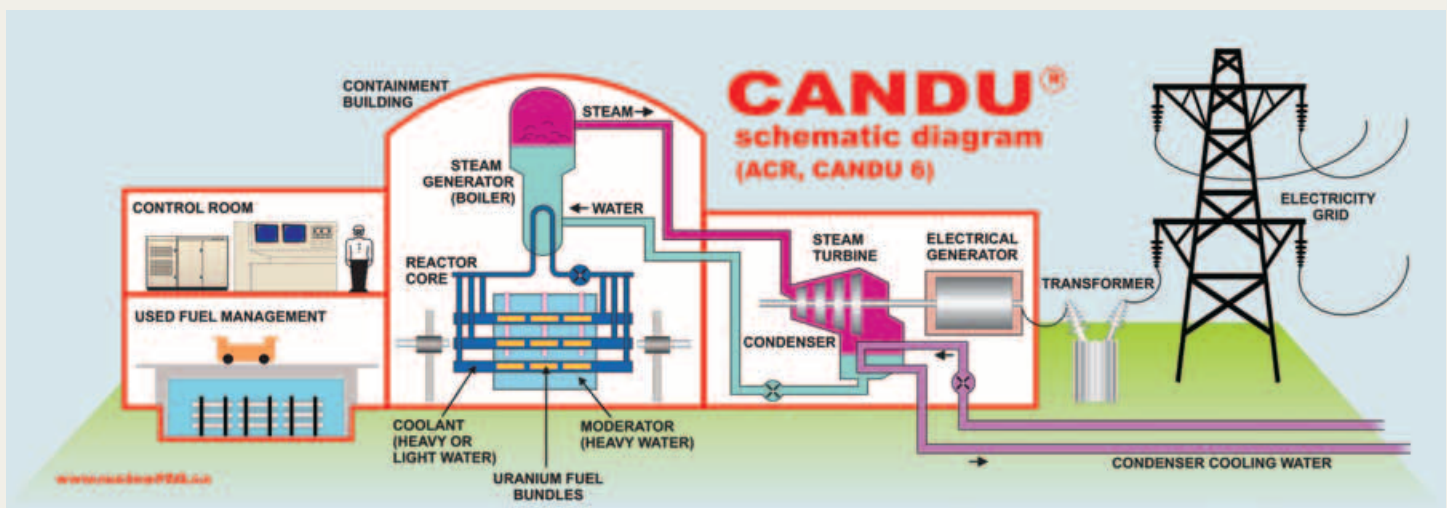 CANDU®
schematic diagram
(ACR, CANDU 6)
CONTAINMENT
BUILDING
STEAM
STEAM
GENERATOR
(BOILER)
WATER
CONTROL ROOM
REACTOR
CORE
USED FUEL MANAGEMENT
STEAM
TURBINE
ELECTRICAL
GENERATOR
ELECTRICITY
GRID
TRANSFORMER
CONDENSER
COOLANT
(HEAVY OR
LIGHT WATER)
MODERATOR
(HEAVY WATER)
URANIUM FUEL
BUNDLES
CONDENSER COOLING WATER